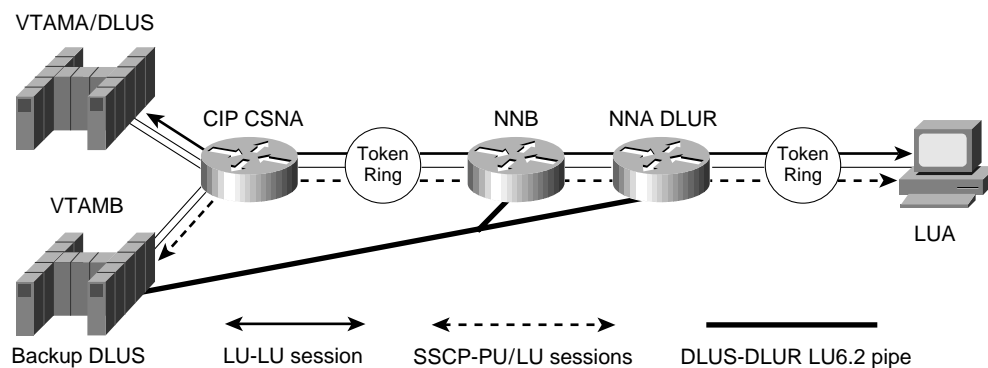 VTAMA/DLUS
CIP CSNA
NNB
NNA DLUR
Token
Ring
Token
Ring
VTAMB
LUA
Backup DLUS
LU-LU session
SSCP-PU/LU sessions
DLUS-DLUR LU6.2 pipe